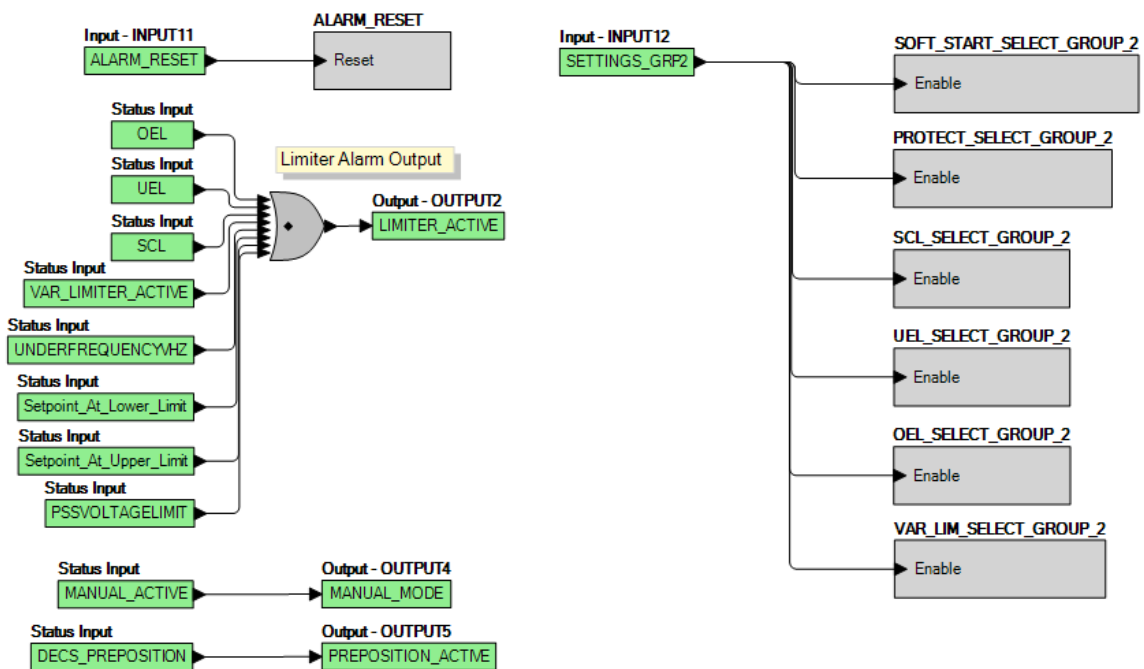 Input - INPUT11
ALARM_RESET
ALARM_RESET
Reset
Status Input
OEL
Status Input
UEL
Status Input
SCL
Status Input
VAR_LIMITER_ACTIVE
Status Input
UNDERFREQUENCYVHZ
Status Input
Setpoint_At_Lower_Limit
Status Input
Setpoint_At_Upper_Limit
Status Input
PSSVOLTAGELIMIT
Limiter Alarm Output
Output - OUTPUT2
LIMITER_ACTIVE
Status Input
MANUAL_ACTIVE
Output - OUTPUT4
MANUAL_MODE
Status Input
DECS_PREPOSITION
Output - OUTPUT5
PREPOSITION_ACTIVE
Input - INPUT12
SETTINGS_GRP2
SOFT_START_SELECT_GROUP_2
Enable
PROTECT_SELECT_GROUP_2
Enable
SCL_SELECT_GROUP_2
Enable
UEL_SELECT_GROUP_2
Enable
OEL_SELECT_GROUP_2
Enable
VAR_LIM_SELECT_GROUP_2
Enable